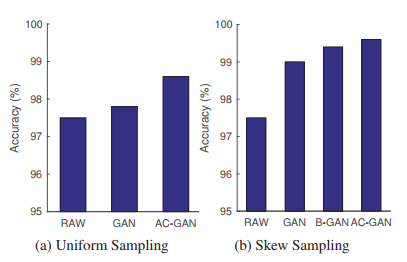 100
99
98
97
96
95
Accuracy (%)
RAW GAN AC-GAN
(a) Uniform Sampling
100
99
98
97
96
95
Accuracy (%)
RAW GAN B-GAN AC-GAN
(b) Skew Sampling